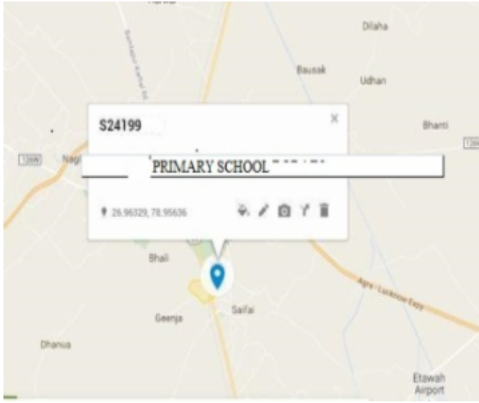 Dilaha
Bausak
Udhan
S24199
Bhanti
Nagl
PRIMARY SCHOOL
26.96329, 78.95636
Bhali
Agra - Lucknow Expy
Saifai
Geenja
Dhanua
Etawah
Airport